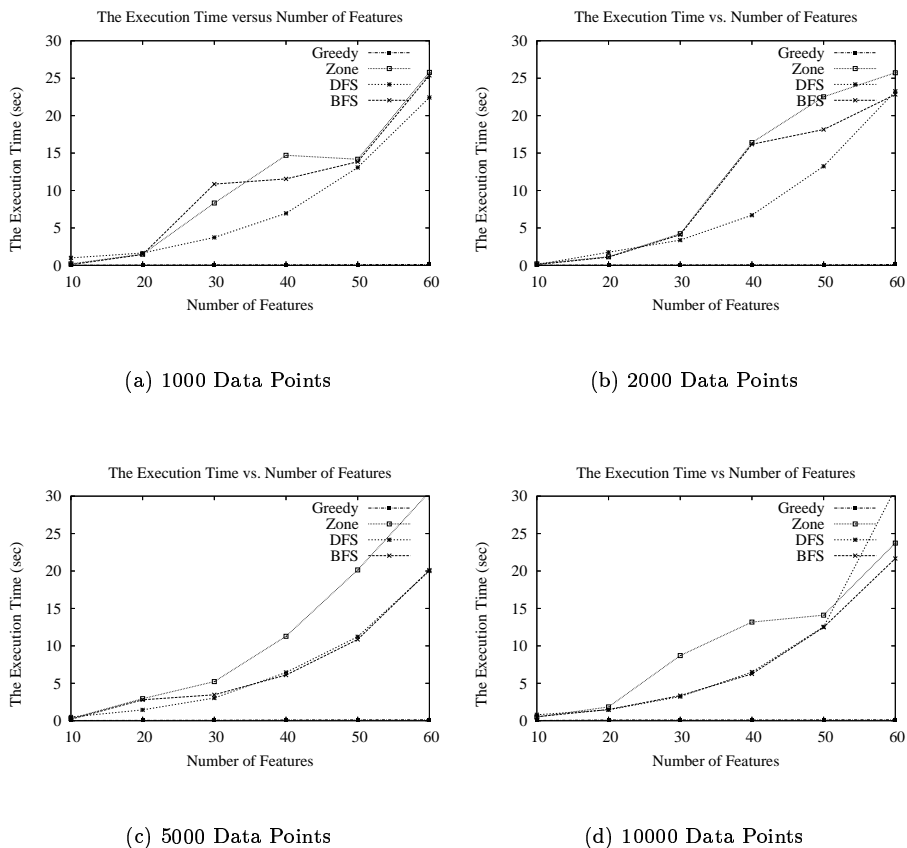 The Execution Time versus Number of Features
30
25
20
15
10
5
0
10 20 30 40 50 60
The Execution Time (sec)
Number of Features
Greedy
Zone
DFS
BFS
(a) 1000 Data Points
The Execution Time vs. Number of Features
30
25
20
15
10
5
0
10 20 30 40 50 60
The Execution Time (sec)
Number of Features
Greedy
Zone
DFS
BFS
(b) 2000 Data Points
The Execution Time vs. Number of Features
30
25
20
15
10
5
0
10 20 30 40 50 60
The Execution Time (sec)
Number of Features
Greedy
Zone
DFS
BFS
(c) 5000 Data Points
The Execution Time vs Number of Features
30
25
20
15
10
5
0
10 20 30 40 50 60
The Execution Time (sec)
Number of Features
Greedy
Zone
DFS
BFS
(d) 10000 Data Points